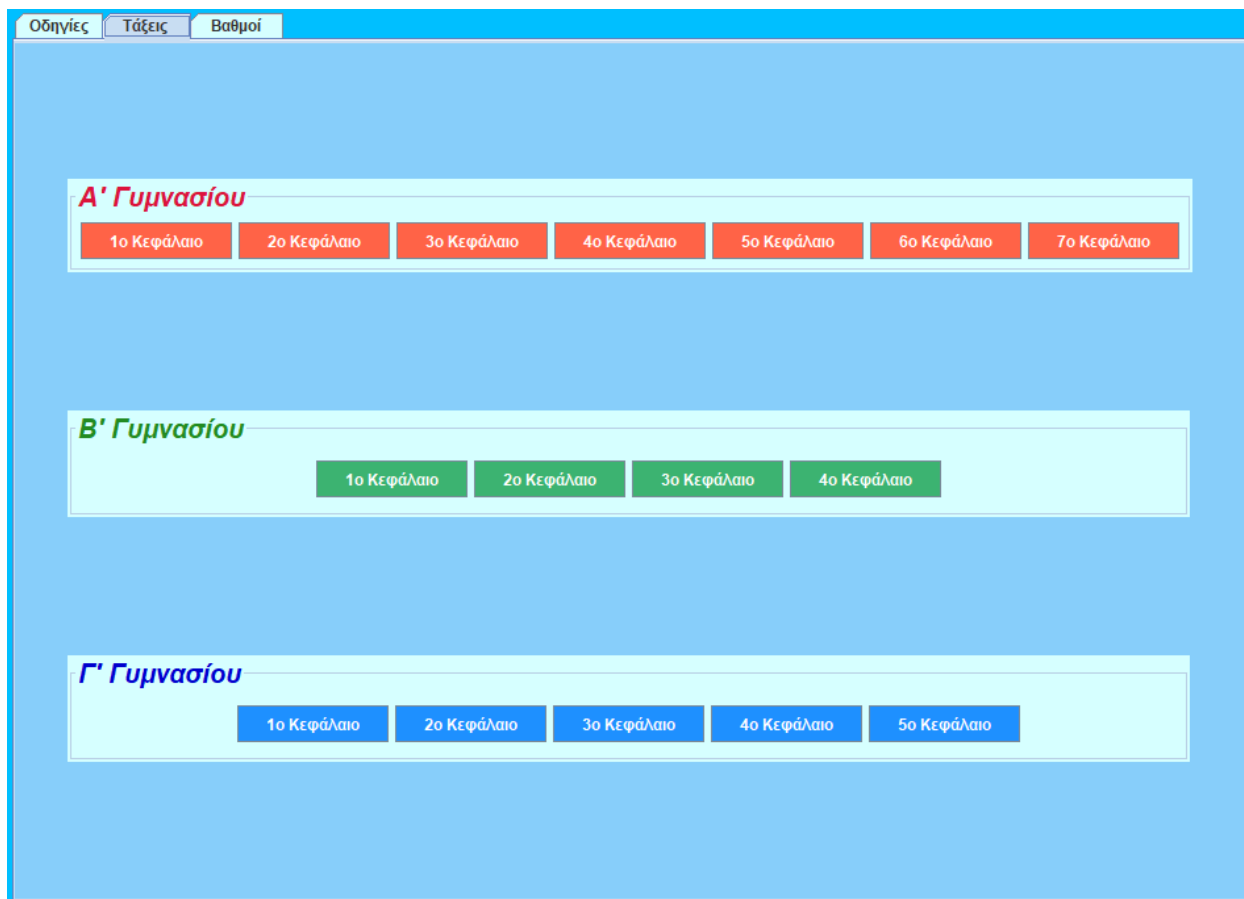 Οδηγίες Τάξεις Βαθμοί
Α' Γυμνασίου
1ο Κεφάλαιο 2ο Κεφάλαιο 3ο Κεφάλαιο 4ο Κεφάλαιο 5ο Κεφάλαιο 6ο Κεφάλαιο 7ο Κεφάλαιο
Β' Γυμνασίου
1ο Κεφάλαιο 2ο Κεφάλαιο 3ο Κεφάλαιο 4ο Κεφάλαιο
Γ' Γυμνασίου
1ο Κεφάλαιο 2ο Κεφάλαιο 3ο Κεφάλαιο 4ο Κεφάλαιο 5ο Κεφάλαιο